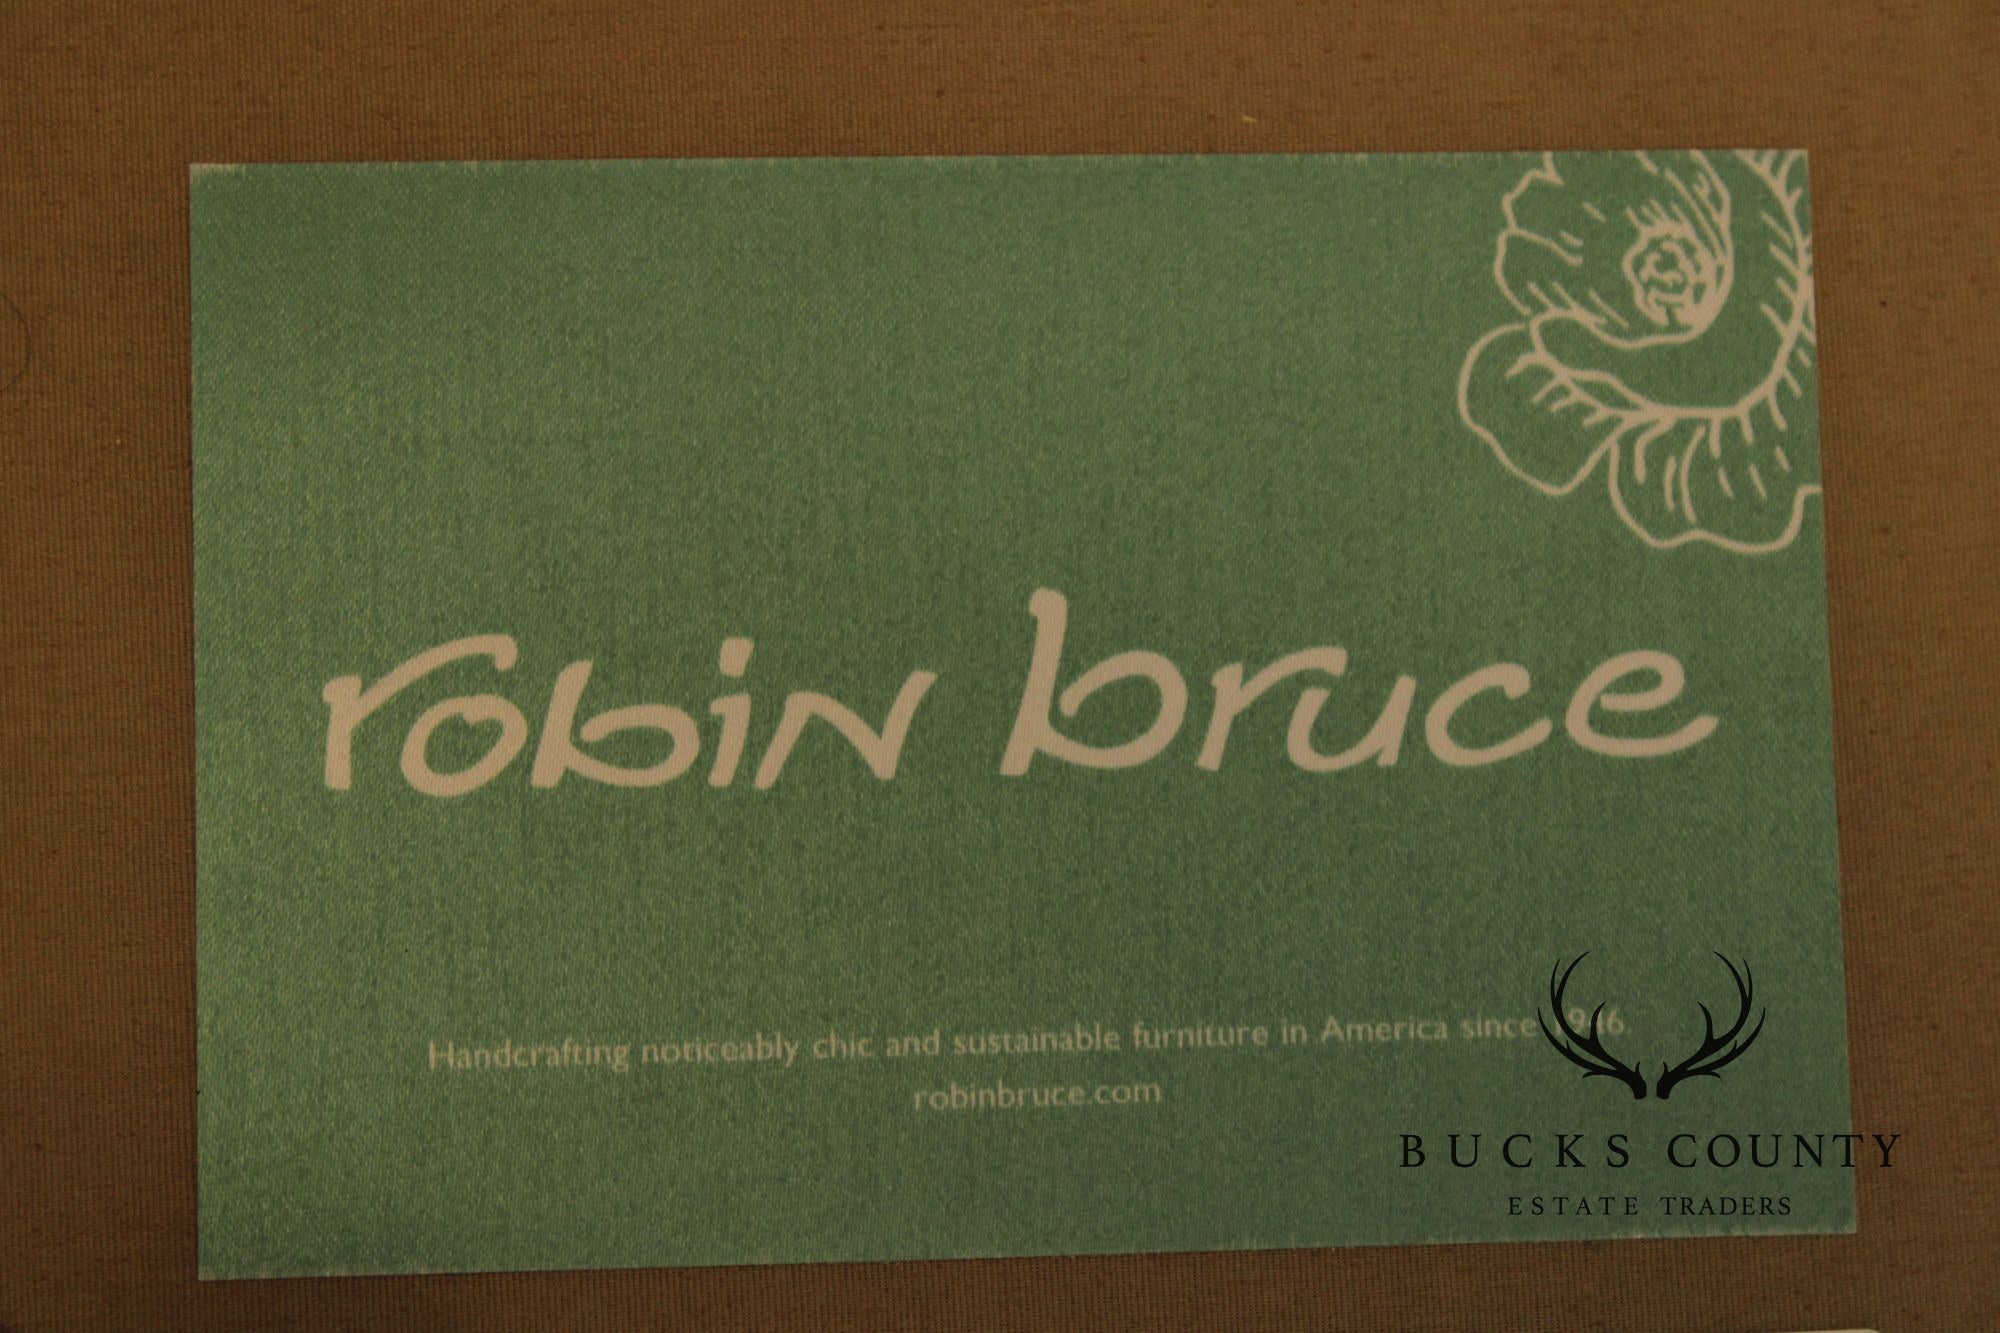 robin bruce
Handcrafting noticeably chic and sustainable furniture in America since
robinbruce.com
BUCKS COUNTY
ESTATE TRADERS